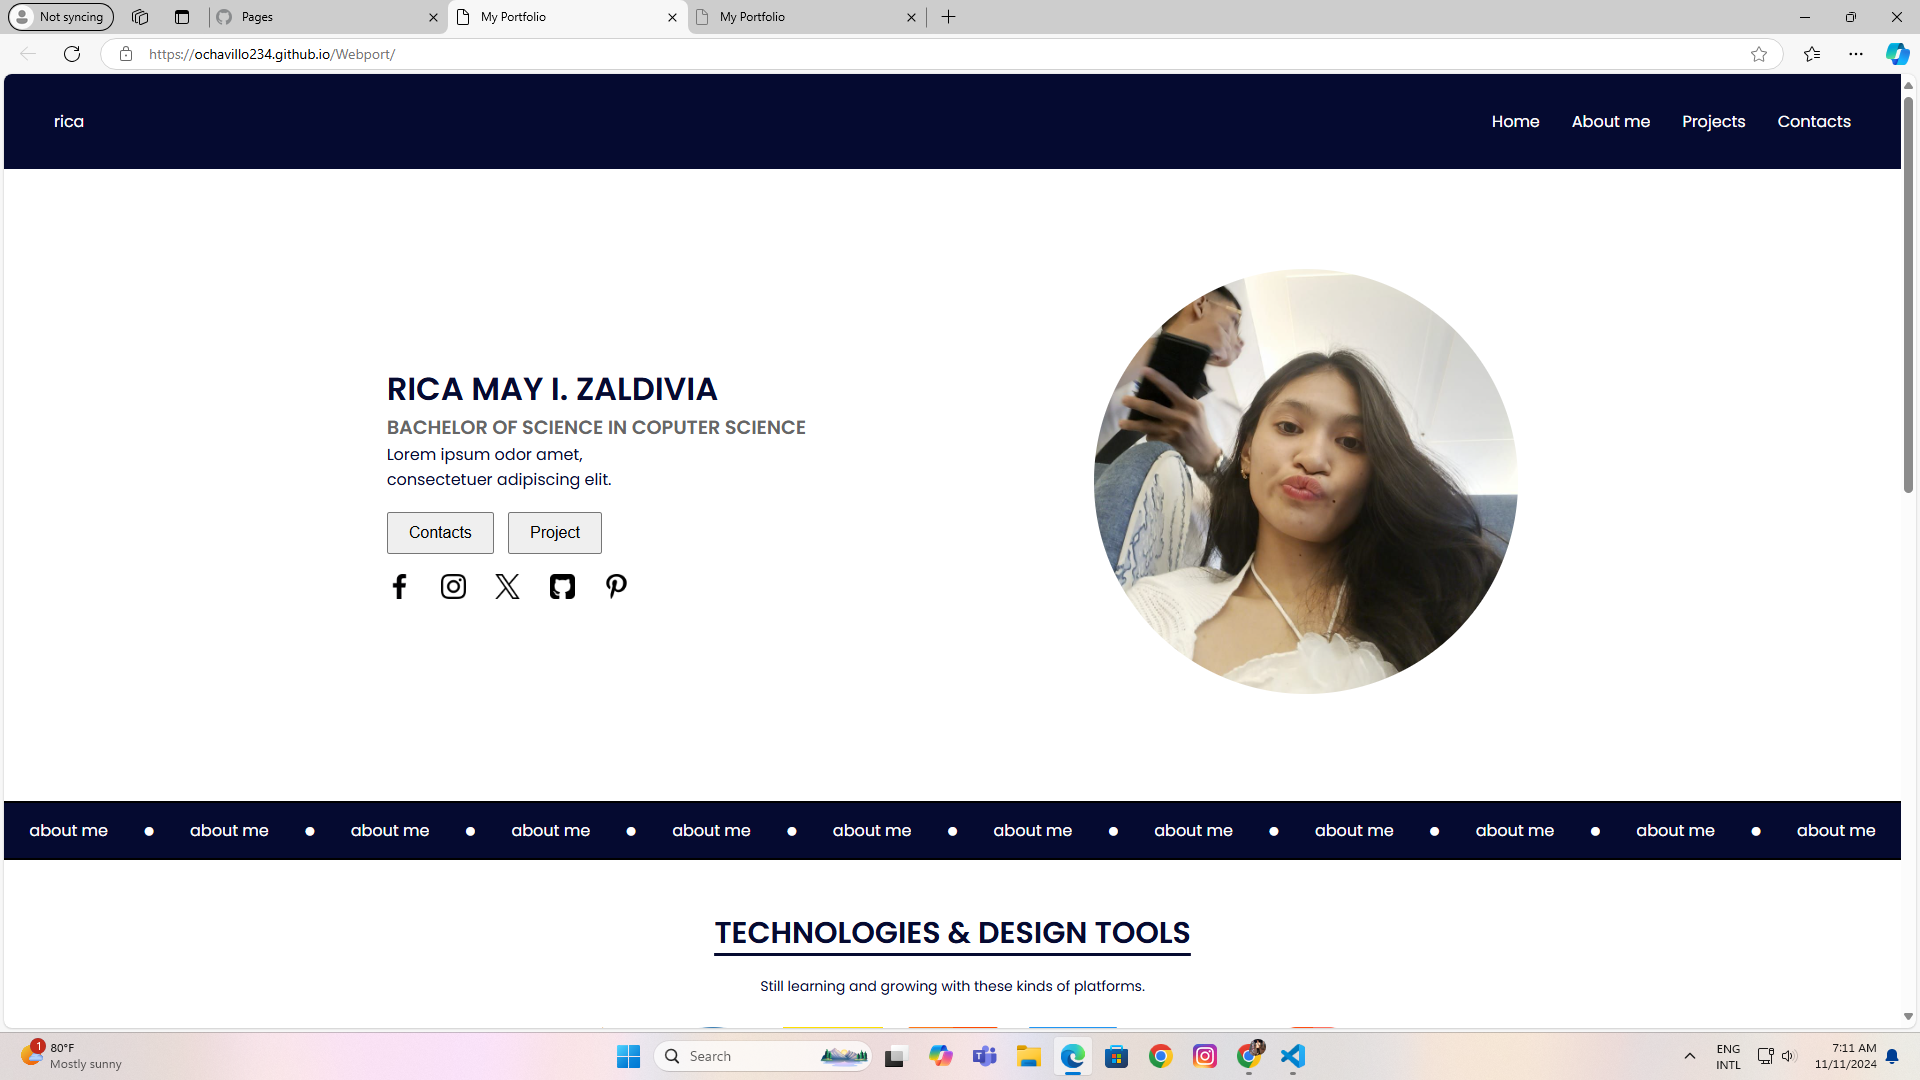 Not syncing
Pages
My Portfolio
My Portfolio
https://ochavillo234.github.io/Webport/
rica
Home
About me
Projects
Contacts
RICA MAY I. ZALDIVIA
BACHELOR OF SCIENCE IN COPUTER SCIENCE
Lorem ipsum odor amet,
consectetuer adipiscing elit.
Contacts
Project
about me ● about me ● about me ● about me ● about me ● about me ● about me ● about me ● about me ● about me ● about me ● about me
TECHNOLOGIES & DESIGN TOOLS
Still learning and growing with these kinds of platforms.
1
80°F
Mostly sunny
Search
ENG
INTL
7:11 AM
11/11/2024